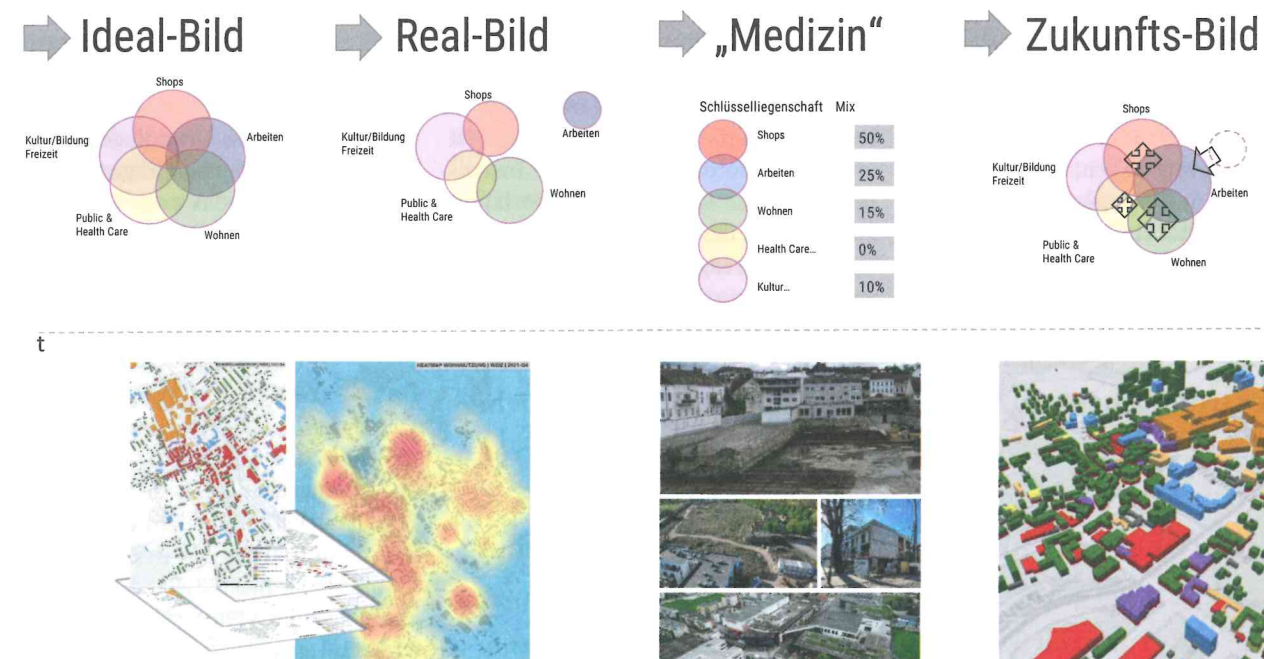 Ideal-Bild
Real-Bild
„Medizin“
Zukunfts-Bild
Shops
Kultur/Bildung
Freizeit
Arbeiten
Public &
Health Care
Wohnen
Shops
Kultur/Bildung
Freizeit
Arbeiten
Public &
Health Care
Wohnen
Schlüsselliegenschaft Mix
Shops 50%
Arbeiten 25%
Wohnen 15%
Health Care... 0%
Kultur... 10%
Shops
Kultur/Bildung
Freizeit
Arbeiten
Public &
Health Care
Wohnen
t
HEATMAP WOHNNUTZUNG